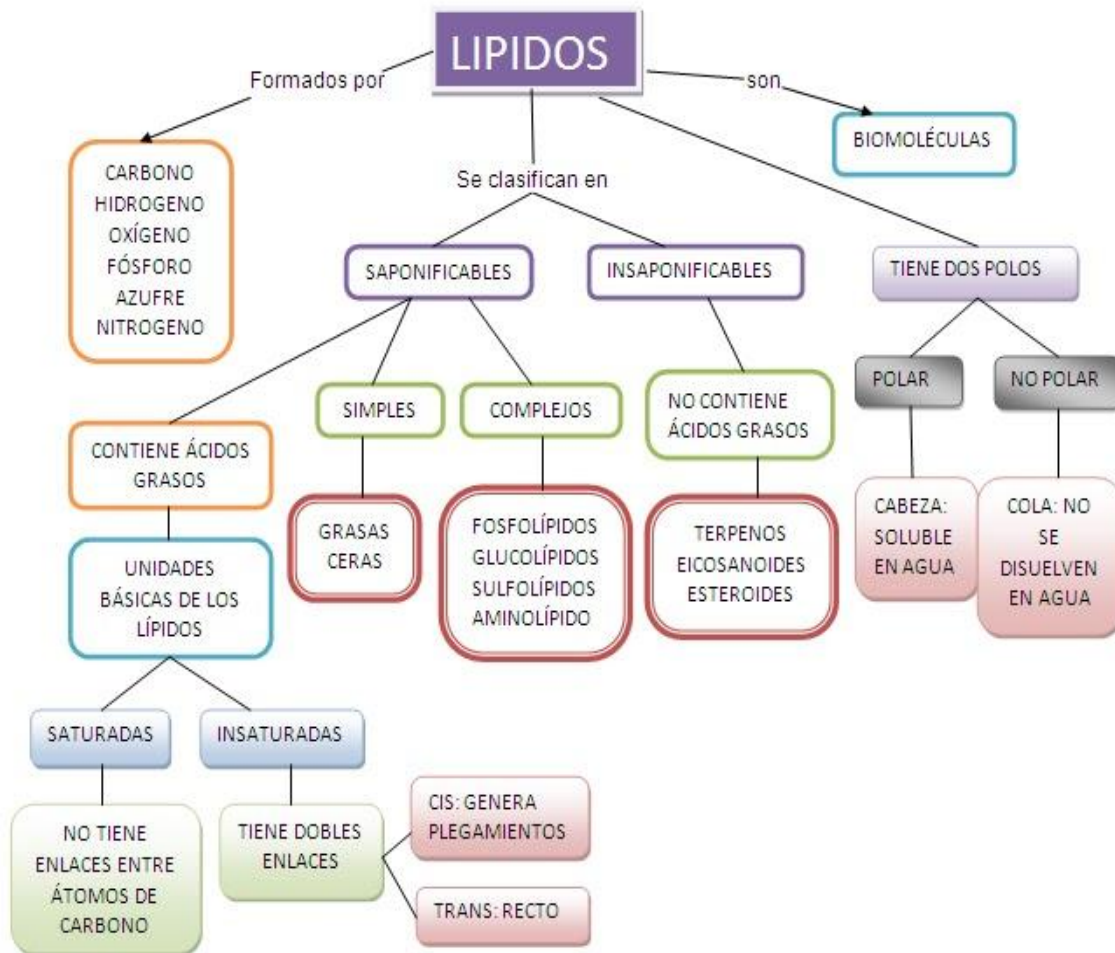 LIPIDOS
Formados por
son
BIOMOLÉCULAS
CARBONO
HIDROGENO
OXÍGENO
FÓSFORO
AZUFRE
NITROGENO
Se clasifican en
SAPONIFICABLES
INSAPONIFICABLES
TIENE DOS POLOS
CONTIENE ÁCIDOS
GRASOS
SIMPLES
COMPLEJOS
NO CONTIENE
ÁCIDOS GRASOS
POLAR
NO POLAR
UNIDADES
BÁSICAS DE LOS
LÍPIDOS
GRASAS
CERAS
FOSFOLÍPIDOS
GLUCOLÍPIDOS
SULFOLÍPIDOS
AMINOLÍPIDO
TERPENOS
EICOSANOIDES
ESTEROIDES
CABEZA:
SOLUBLE
EN AGUA
COLA: NO
SE
DISUELVEN
EN AGUA
SATURADAS
INSATURADAS
NO TIENE
ENLACES ENTRE
ÁTOMOS DE
CARBONO
TIENE DOBLES
ENLACES
CIS: GENERA
PLEGAMIENTOS
TRANS: RECTO